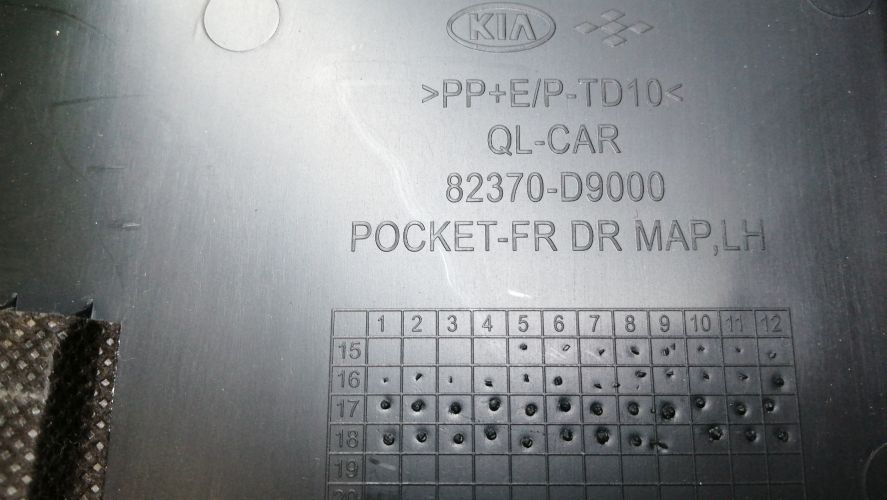 KIA
>PP+E/P-TD10<
QL-CAR
82370-D9000
POCKET-FR DR MAP,LH
1 2 3 4 5 6 7 8 9 10 11 12
15
16
17
18
19